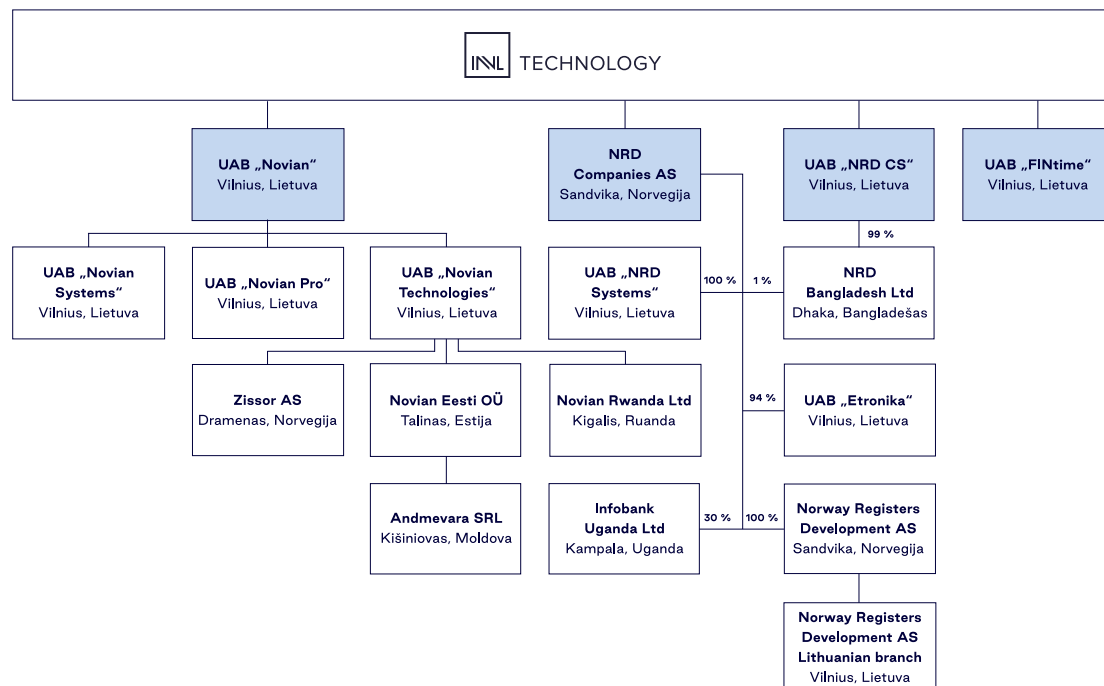 INVL TECHNOLOGY
UAB „Novian“
Vilnius, Lietuva
NRD
Companies AS
Sandvika, Norvegija
UAB „NRD CS“
Vilnius, Lietuva
UAB „FINtime“
Vilnius, Lietuva
99 %
UAB „Novian
Systems“
Vilnius, Lietuva
UAB „Novian Pro“
Vilnius, Lietuva
UAB „Novian
Technologies“
Vilnius, Lietuva
UAB „NRD
Systems“
Vilnius, Lietuva
100 %
1 %
NRD
Bangladesh Ltd
Dhaka, Bangladešas
Zissor AS
Dramenas, Norvegija
Novian Eesti OÜ
Talinas, Estija
Novian Rwanda Ltd
Kigalis, Ruanda
94 %
UAB „Etronika“
Vilnius, Lietuva
Andmevara SRL
Kišiniovas, Moldova
Infobank
Uganda Ltd
Kampala, Uganda
30 %
100 %
Norway Registers
Development AS
Sandvika, Norvegija
Norway Registers
Development AS
Lithuanian branch
Vilnius, Lietuva